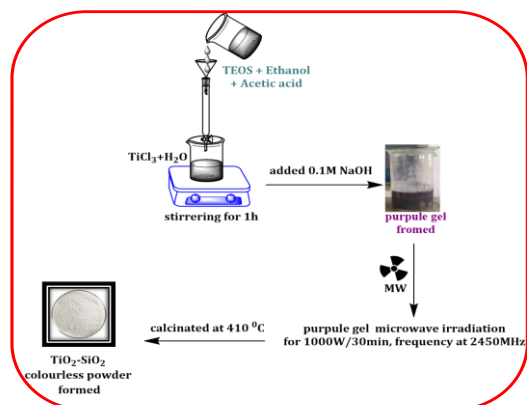 TEOS + Ethanol
+ Acetic acid
TiCl₃+H₂O
stirrering for 1h
added 0.1M NaOH
purpule gel
fromed
MW
purpule gel microwave irradiation
for 1000W/30min, frequency at 2450MHz
calcinated at 410 ⁰C
TiO₂-SiO₂
colourless powder
formed